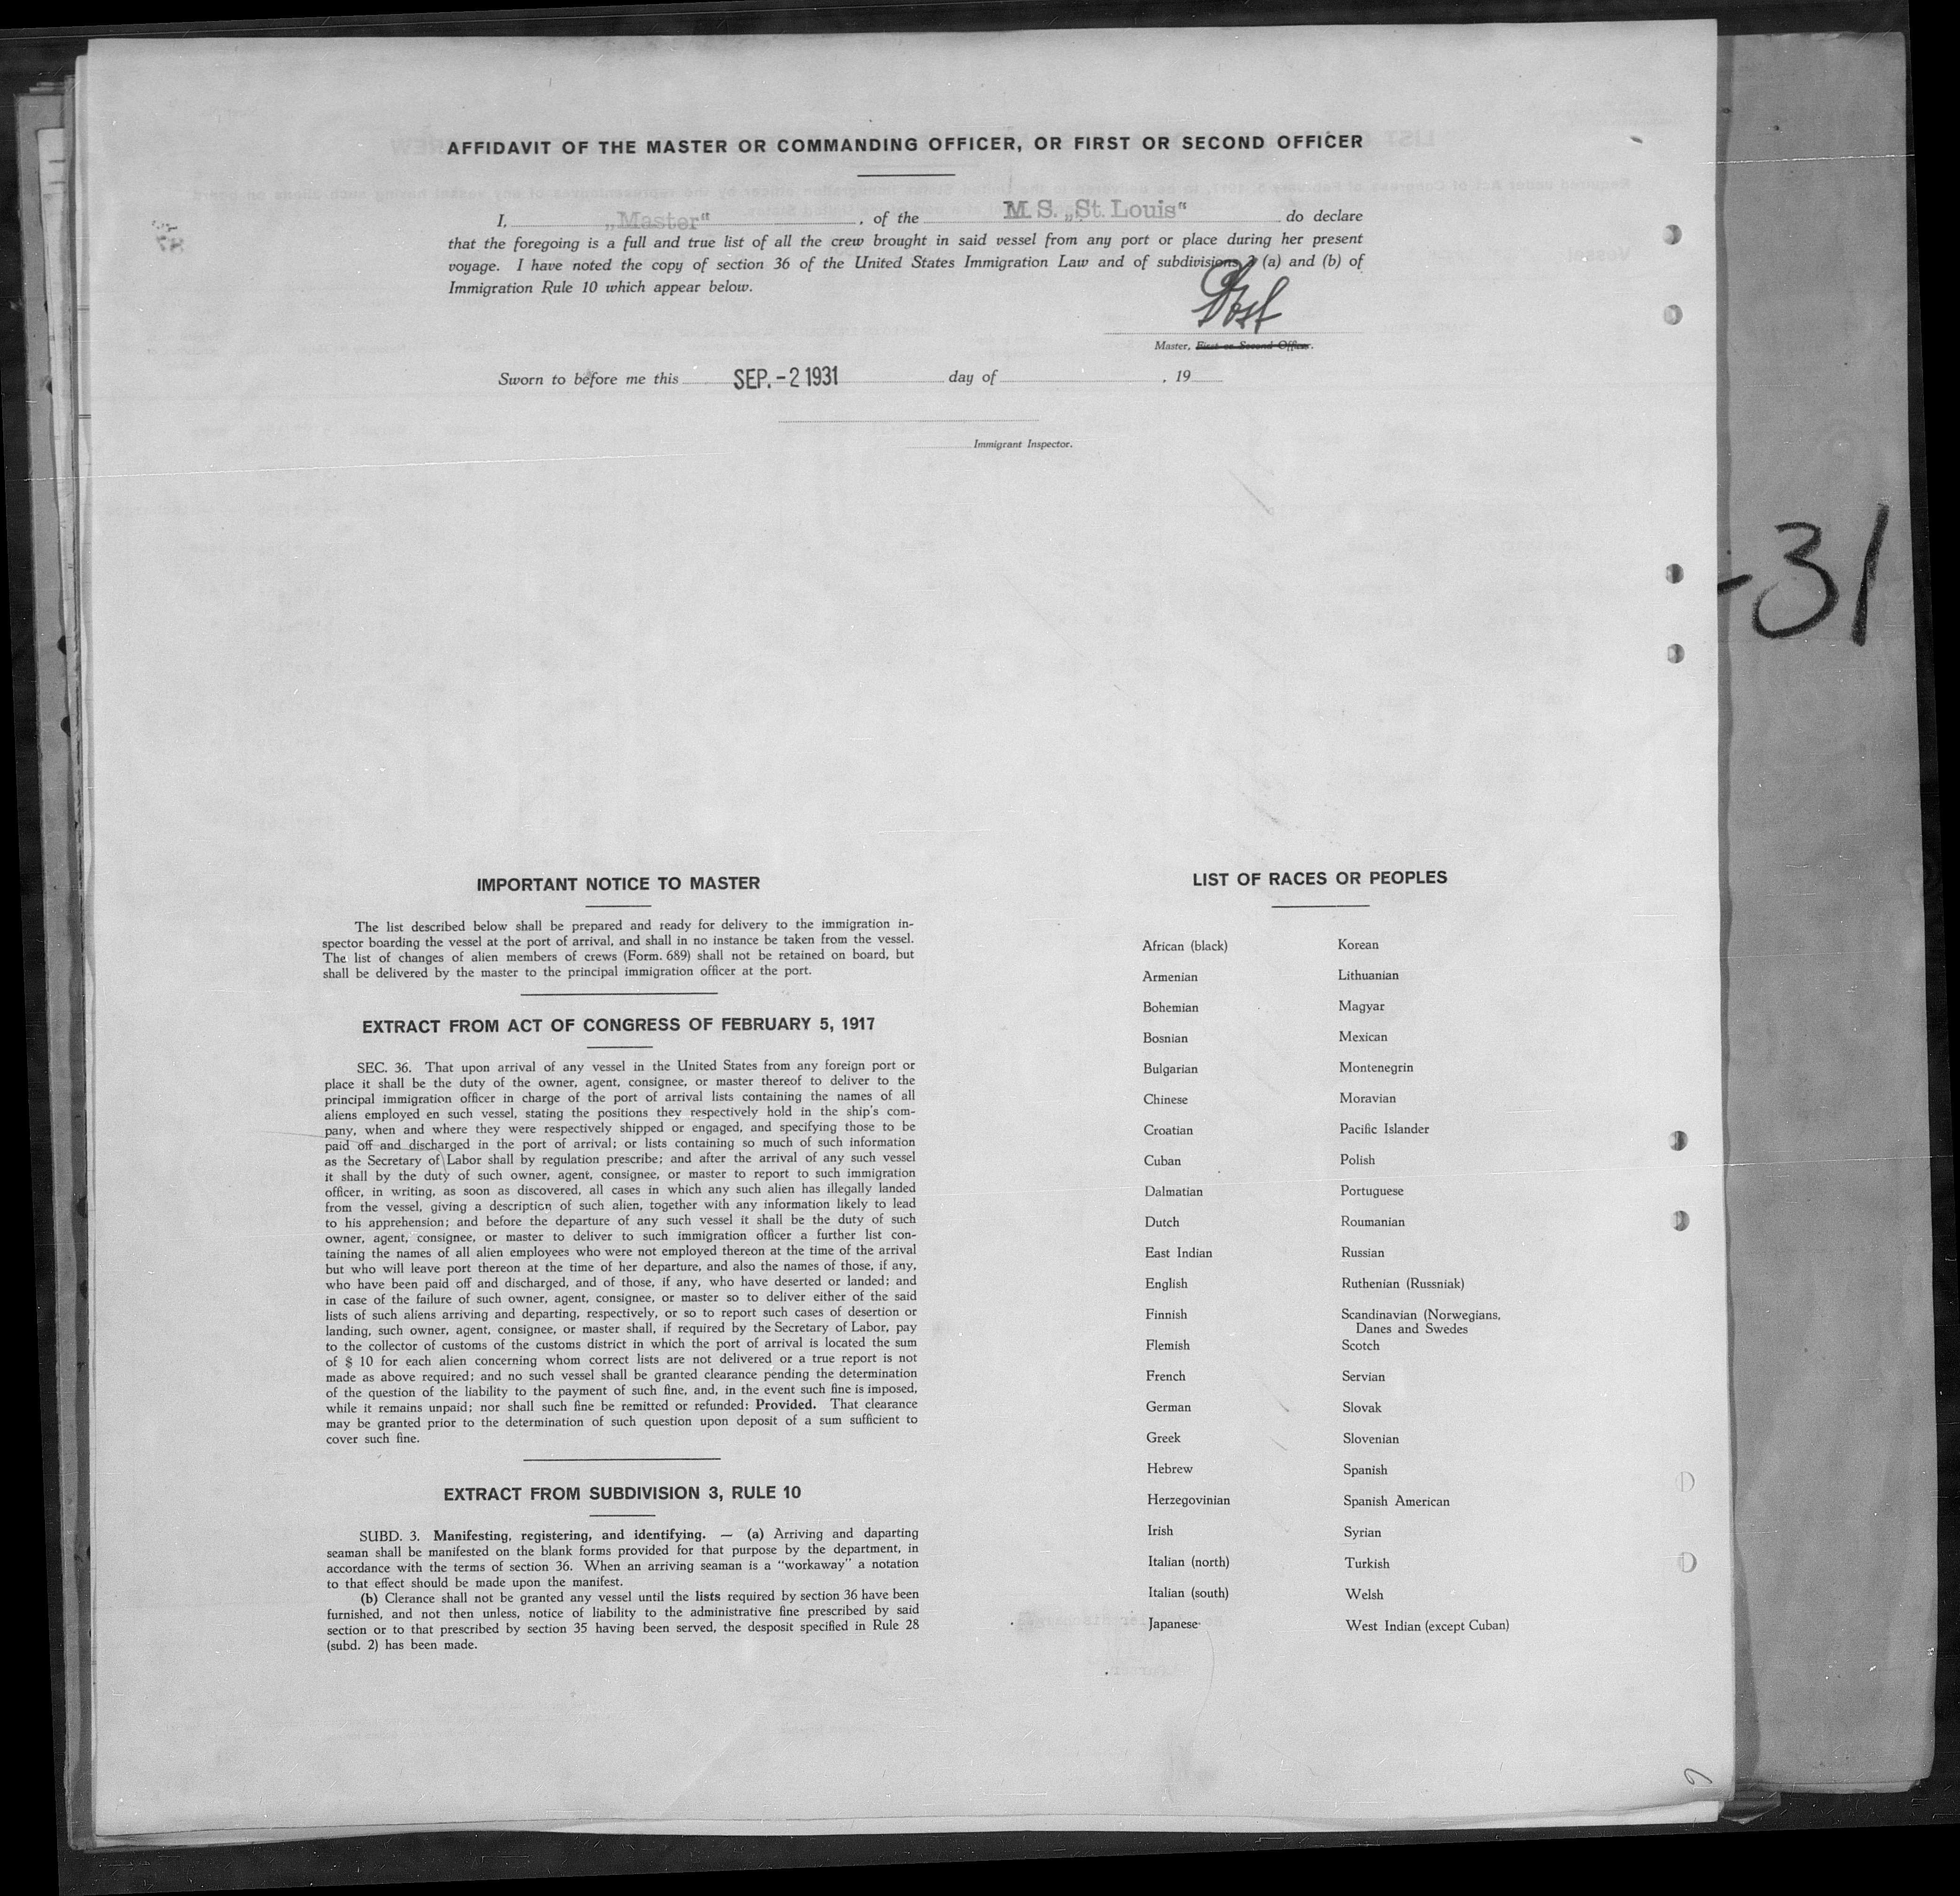 AFFIDAVIT OF THE MASTER OR COMMANDING OFFICER, OR FIRST OR SECOND OFFICER
I, „Master“, of the M.S. „St. Louis“ do declare
that the foregoing is a full and true list of all the crew brought in said vessel from any port or place during her present
voyage. I have noted the copy of section 36 of the United States Immigration Law and of subdivisions 3 (a) and (b) of
Immigration Rule 10 which appear below.
Master, First or Second Officer.
Sworn to before me this SEP. -2 1931 day of , 19
Immigrant Inspector.
-31
IMPORTANT NOTICE TO MASTER
The list described below shall be prepared and ready for delivery to the immigration in-
spector boarding the vessel at the port of arrival, and shall in no instance be taken from the vessel.
The list of changes of alien members of crews (Form. 689) shall not be retained on board, but
shall be delivered by the master to the principal immigration officer at the port.
EXTRACT FROM ACT OF CONGRESS OF FEBRUARY 5, 1917
SEC. 36. That upon arrival of any vessel in the United States from any foreign port or
place it shall be the duty of the owner, agent, consignee, or master thereof to deliver to the
principal immigration officer in charge of the port of arrival lists containing the names of all
aliens employed en such vessel, stating the positions they respectively hold in the ship's com-
pany, when and where they were respectively shipped or engaged, and specifying those to be
paid off and discharged in the port of arrival; or lists containing so much of such information
as the Secretary of Labor shall by regulation prescribe; and after the arrival of any such vessel
it shall by the duty of such owner, agent, consignee, or master to report to such immigration
officer, in writing, as soon as discovered, all cases in which any such alien has illegally landed
from the vessel, giving a description of such alien, together with any information likely to lead
to his apprehension; and before the departure of any such vessel it shall be the duty of such
owner, agent, consignee, or master to deliver to such immigration officer a further list con-
taining the names of all alien employees who were not employed thereon at the time of the arrival
but who will leave port thereon at the time of her departure, and also the names of those, if any,
who have been paid off and discharged, and of those, if any, who have deserted or landed; and
in case of the failure of such owner, agent, consignee, or master so to deliver either of the said
lists of such aliens arriving and departing, respectively, or so to report such cases of desertion or
landing, such owner, agent, consignee, or master shall, if required by the Secretary of Labor, pay
to the collector of customs of the customs district in which the port of arrival is located the sum
of $ 10 for each alien concerning whom correct lists are not delivered or a true report is not
made as above required; and no such vessel shall be granted clearance pending the determination
of the question of the liability to the payment of such fine, and, in the event such fine is imposed,
while it remains unpaid; nor shall such fine be remitted or refunded: Provided. That clearance
may be granted prior to the determination of such question upon deposit of a sum sufficient to
cover such fine.
EXTRACT FROM SUBDIVISION 3, RULE 10
SUBD. 3. Manifesting, registering, and identifying. — (a) Arriving and daparting
seaman shall be manifested on the blank forms provided for that purpose by the department, in
accordance with the terms of section 36. When an arriving seaman is a "workaway" a notation
to that effect should be made upon the manifest.
(b) Clerance shall not be granted any vessel until the lists required by section 36 have been
furnished, and not then unless, notice of liability to the administrative fine prescribed by said
section or to that prescribed by section 35 having been served, the desposit specified in Rule 28
(subd. 2) has been made.
LIST OF RACES OR PEOPLES
African (black)
Armenian
Bohemian
Bosnian
Bulgarian
Chinese
Croatian
Cuban
Dalmatian
Dutch
East Indian
English
Finnish
Flemish
French
German
Greek
Hebrew
Herzegovinian
Irish
Italian (north)
Italian (south)
Japanese
Korean
Lithuanian
Magyar
Mexican
Montenegrin
Moravian
Pacific Islander
Polish
Portuguese
Roumanian
Russian
Ruthenian (Russniak)
Scandinavian (Norwegians,
Danes and Swedes
Scotch
Servian
Slovak
Slovenian
Spanish
Spanish American
Syrian
Turkish
Welsh
West Indian (except Cuban)